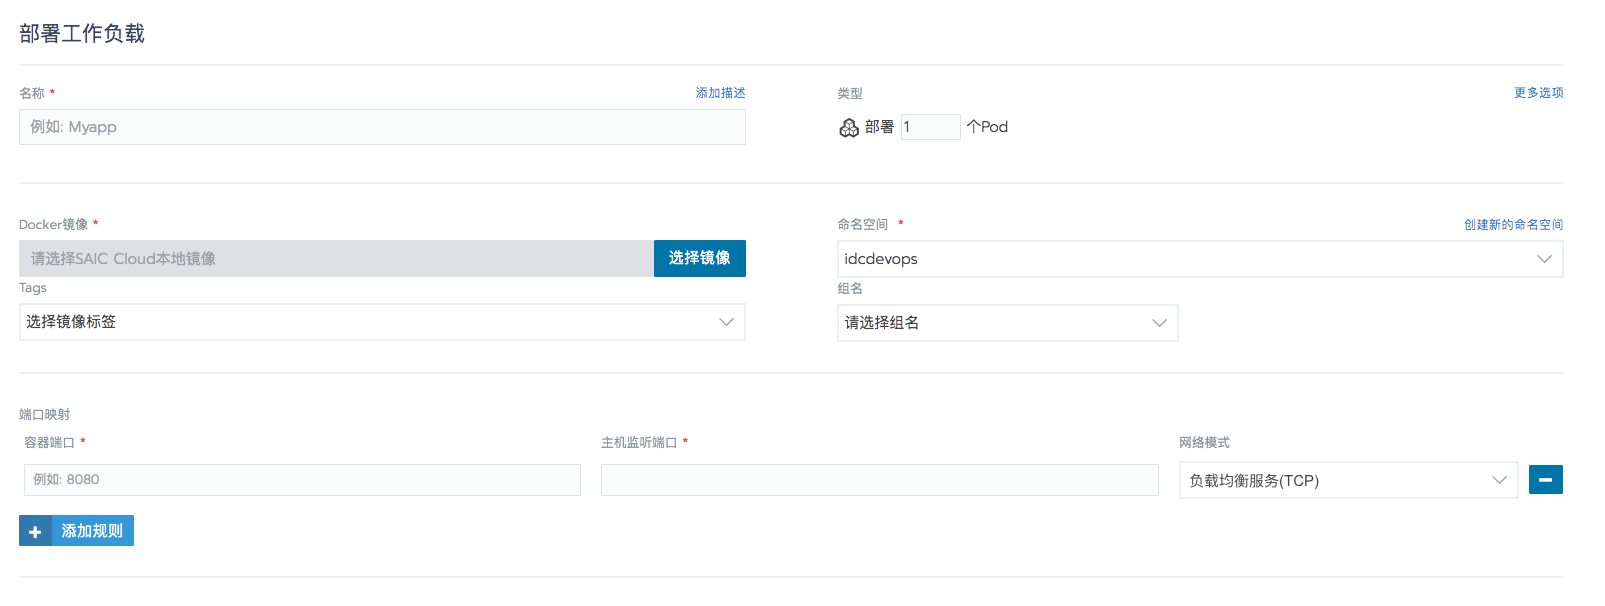 部署工作负载
名称 *
添加描述
例如: Myapp
类型
更多选项
部署 1 个Pod
Docker镜像 *
请选择SAIC Cloud本地镜像
选择镜像
Tags
选择镜像标签
命名空间 *
创建新的命名空间
idcdevops
组名
请选择组名
端口映射
容器端口 *
主机监听端口 *
网络模式
例如: 8080
负载均衡服务(TCP)
添加规则